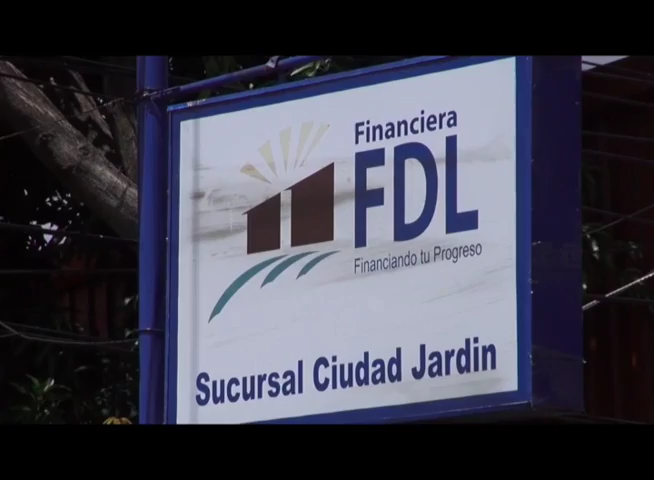 Financiera
FDL
Financiando tu Progreso
Sucursal Ciudad Jardin